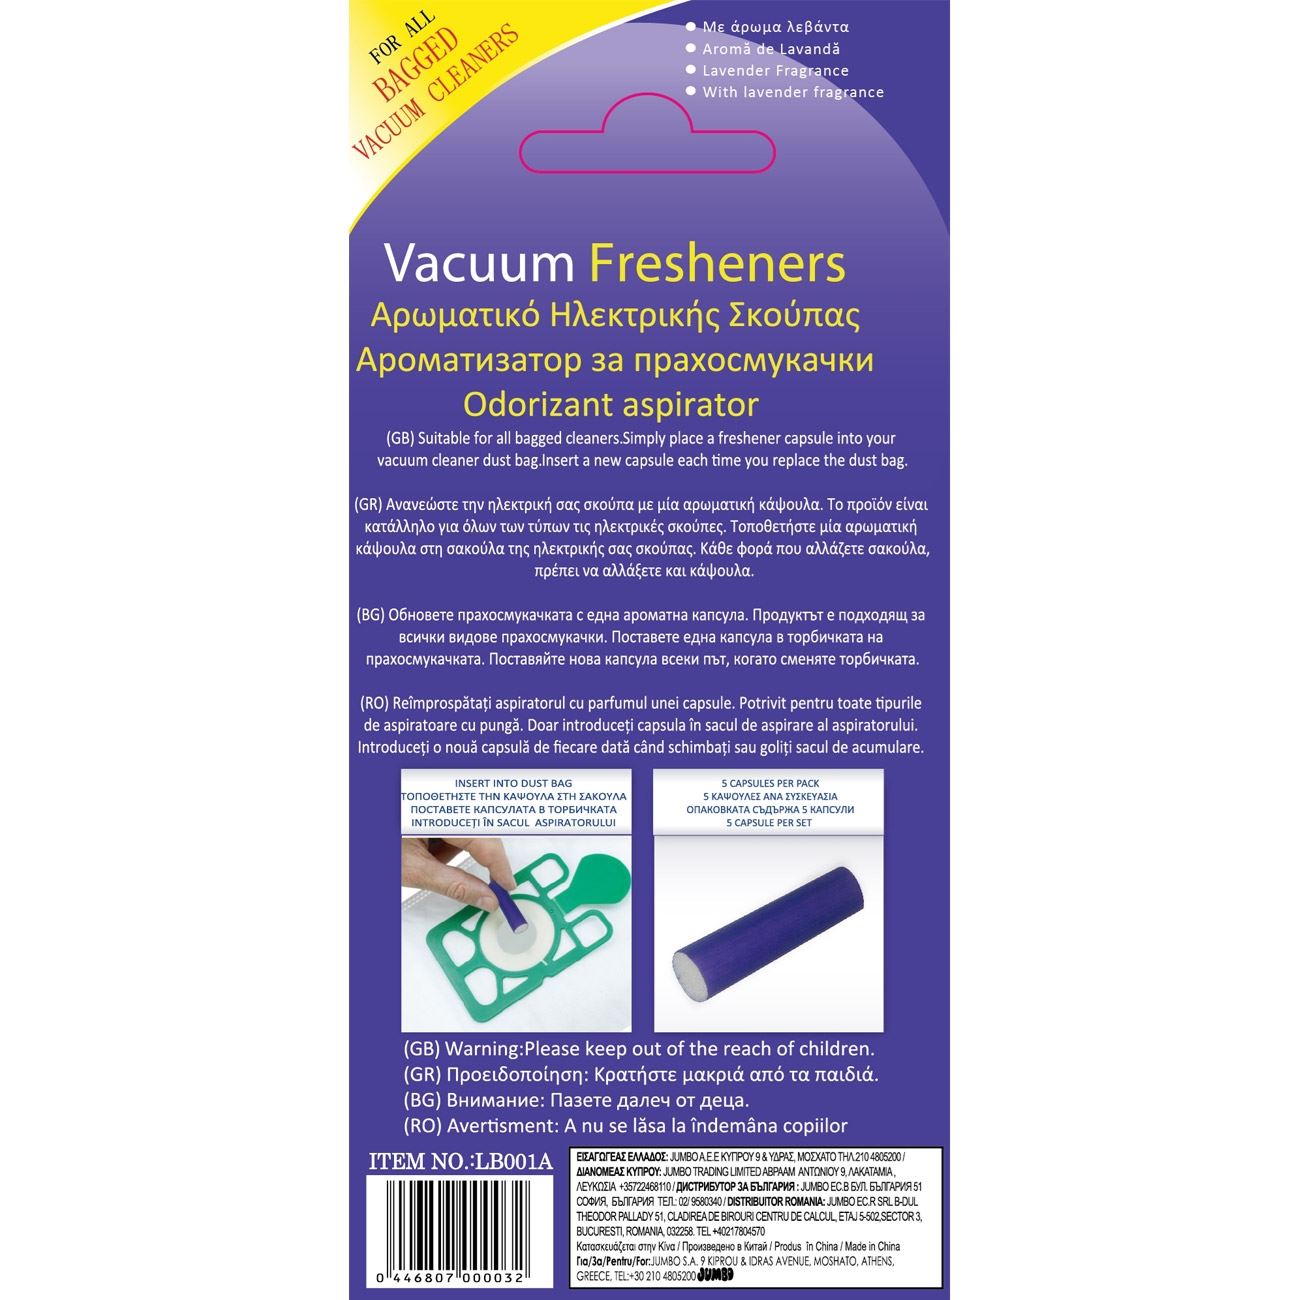 FOR ALL
BAGGED
VACUUM CLEANERS
Με άρωμα λεβάντα
Aromă de Lavandă
Lavender Fragrance
With lavender fragrance
Vacuum Fresheners
Αρωματικό Ηλεκτρικής Σκούπας
Ароматизатор за прахосмукачки
Odorizant aspirator
(GB) Suitable for all bagged cleaners.Simply place a freshener capsule into your
vacuum cleaner dust bag.Insert a new capsule each time you replace the dust bag.
(GR) Ανανεώστε την ηλεκτρική σας σκούπα με μία αρωματική κάψουλα. Το προϊόν είναι
κατάλληλο για όλων των τύπων τις ηλεκτρικές σκούπες. Τοποθετήστε μία αρωματική
κάψουλα στη σακούλα της ηλεκτρικής σας σκούπας. Κάθε φορά που αλλάζετε σακούλα,
πρέπει να αλλάξετε και κάψουλα.
(BG) Обновете прахосмукачката с една ароматна капсула. Продуктът е подходящ за
всички видове прахосмукачки. Поставете една капсула в торбичката на
прахосмукачката. Поставяйте нова капсула всеки път, когато сменяте торбичката.
(RO) Reîmprospătați aspiratorul cu parfumul unei capsule. Potrivit pentru toate tipurile
de aspiratoare cu pungă. Doar introduceți capsula în sacul de aspirare al aspiratorului.
Introduceți o nouă capsulă de fiecare dată când schimbați sau goliți sacul de acumulare.
INSERT INTO DUST BAG
ΤΟΠΟΘΕΤΗΣΤΕ ΤΗΝ ΚΑΨΟΥΛΑ ΣΤΗ ΣΑΚΟΥΛΑ
ПОСТАВЕТЕ КАПСУЛАТА В ТОРБИЧКАТА
INTRODUCEȚI ÎN SACUL ASPIRATORULUI
5 CAPSULES PER PACK
5 ΚΑΨΟΥΛΕΣ ΑΝΑ ΣΥΣΚΕΥΑΣΙΑ
ОПАКОВКАТА СЪДЪРЖА 5 КАПСУЛИ
5 CAPSULE PER SET
(GB) Warning:Please keep out of the reach of children.
(GR) Προειδοποίηση: Κρατήστε μακριά από τα παιδιά.
(BG) Внимание: Пазете далеч от деца.
(RO) Avertisment: A nu se lăsa la îndemâna copiilor
ITEM NO.:LB001A
0 446807 000032
ΕΙΣΑΓΩΓΕΑΣ ΕΛΛΑΔΟΣ: JUMBO A.E.E ΚΥΠΡΟΥ 9 & ΥΔΡΑΣ, ΜΟΣΧΑΤΟ ΤΗΛ.210 4805200 /
ΔΙΑΝΟΜΕΑΣ ΚΥΠΡΟΥ: JUMBO TRADING LIMITED ΑΒΡΑΑΜ ΑΝΤΩΝΙΟΥ 9, ΛΑΚΑΤΑΜΙΑ ,
ΛΕΥΚΩΣΙΑ +35722468110 / ДИСТРИБУТОР ЗА БЪЛГАРИЯ : JUMBO EC.B БУЛ. БЪЛГАРИЯ 51
СОФИЯ, БЪЛГАРИЯ ТЕЛ.: 02/ 9580340 / DISTRIBUITOR ROMANIA: JUMBO EC.R SRL B-DUL
THEODOR PALLADY 51, CLADIREA DE BIROURI CENTRU DE CALCUL, ETAJ 5-502,SECTOR 3,
BUCURESTI, ROMANIA, 032258. TEL +40217804570
Κατασκευάζεται στην Κίνα / Произведено в Китай / Produs în China / Made in China
Για/За/Pentru/For:JUMBO S.A. 9 KIPROU & IDRAS AVENUE, MOSHATO, ATHENS,
GREECE, TEL:+30 210 4805200 JUMBO